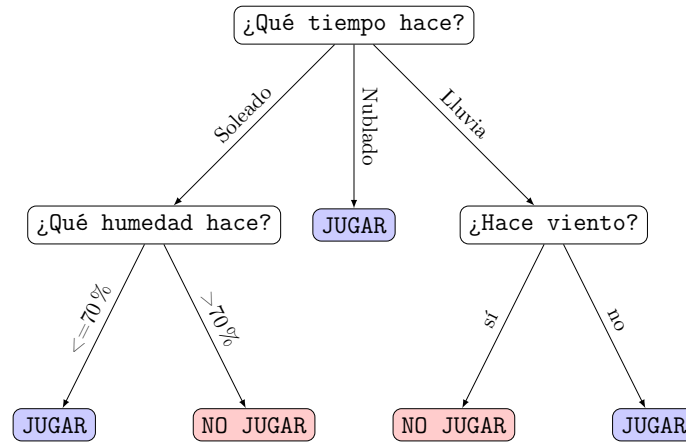 ¿Qué tiempo hace?
Soleado
Nublado
Lluvia
¿Qué humedad hace?
JUGAR
¿Hace viento?
<=70%
>70%
sí
no
JUGAR
NO JUGAR
NO JUGAR
JUGAR